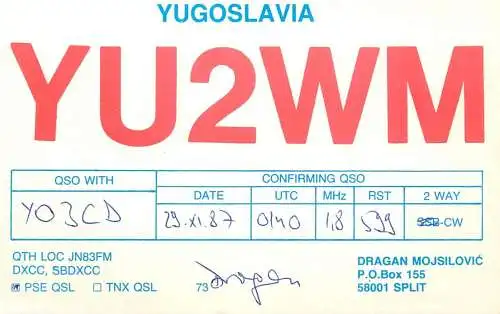 YUGOSLAVIA
YU2WM
QSO WITH CONFIRMING QSO
DATE UTC MHz RST 2 WAY
YO3CD 29.XI.87 0140 1,8 599 SSB-CW
QTH LOC JN83FM
DXCC, 5BDXCC
PSE QSL TNX QSL 73 Dragan
DRAGAN MOJSILOVIĆ
P.O.Box 155
58001 SPLIT